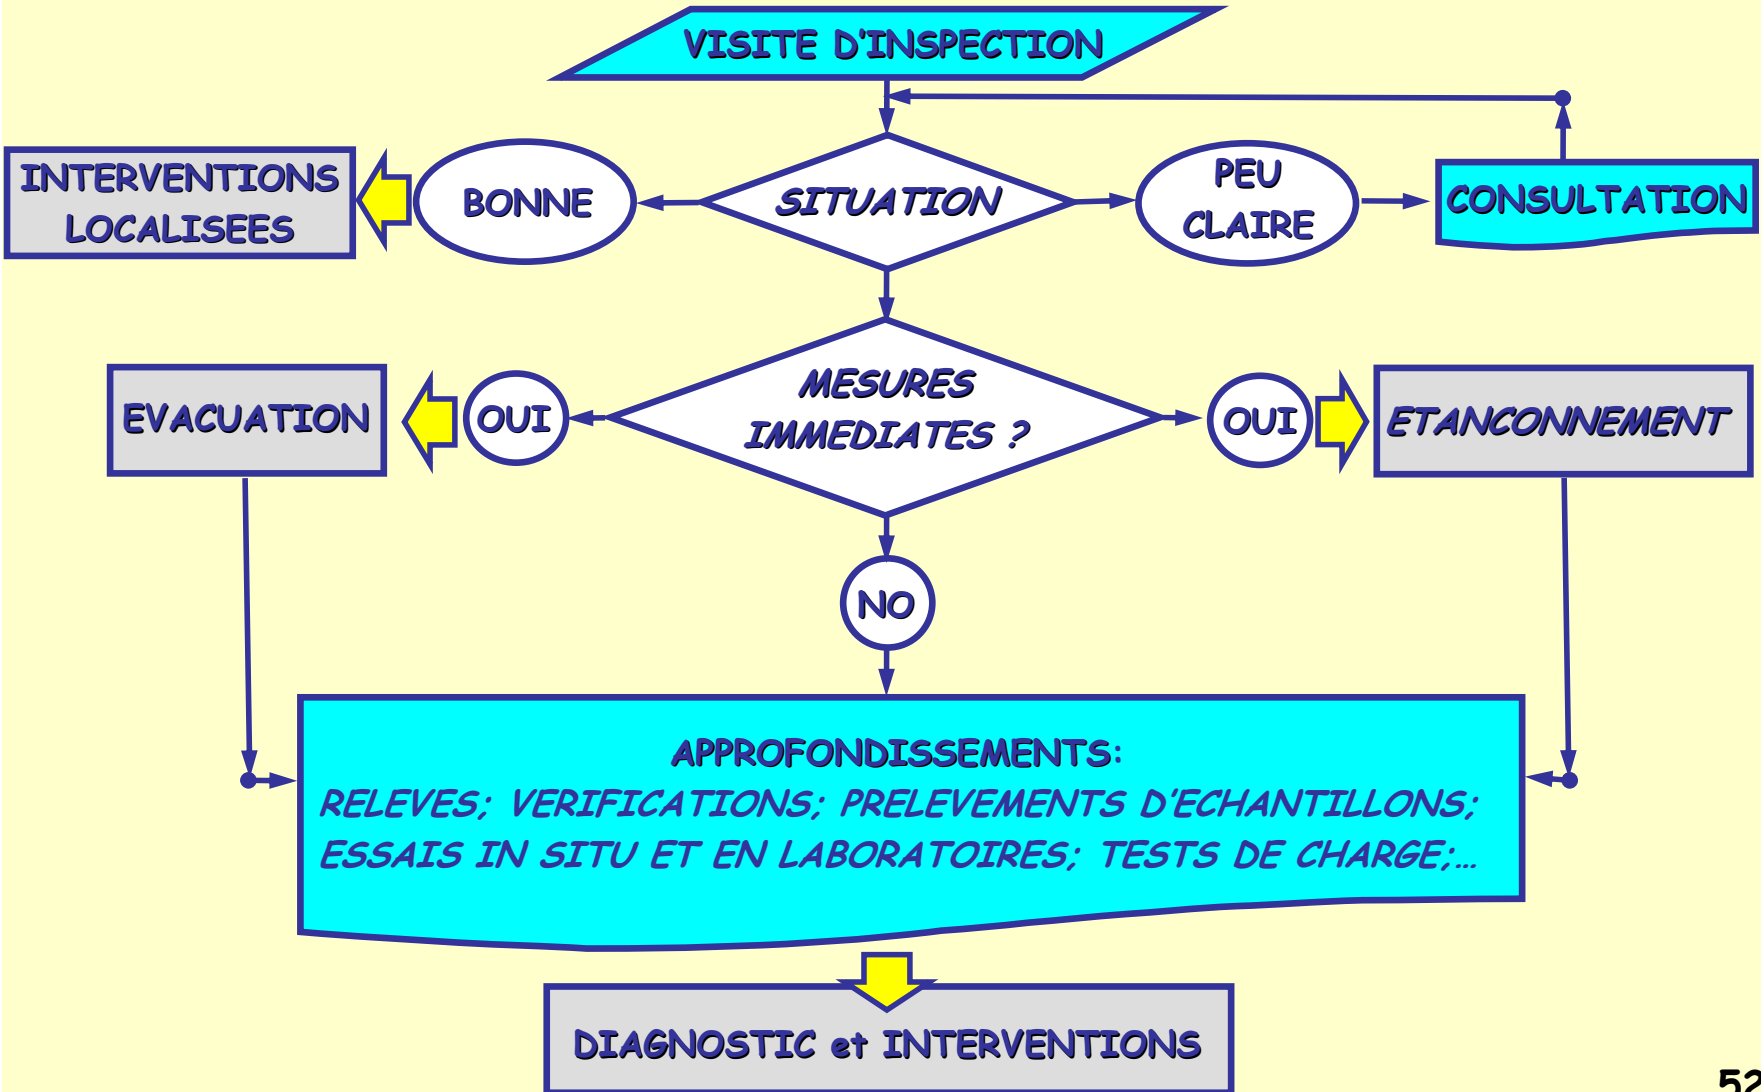 VISITE D'INSPECTION
INTERVENTIONS
LOCALISEES
BONNE
SITUATION
PEU
CLAIRE
CONSULTATION
EVACUATION
OUI
MESURES
IMMEDIATES ?
OUI
ETANCONNEMENT
NO
APPROFONDISSEMENTS:
RELEVES; VERIFICATIONS; PRELEVEMENTS D'ECHANTILLONS;
ESSAIS IN SITU ET EN LABORATOIRES; TESTS DE CHARGE;...
DIAGNOSTIC et INTERVENTIONS
52